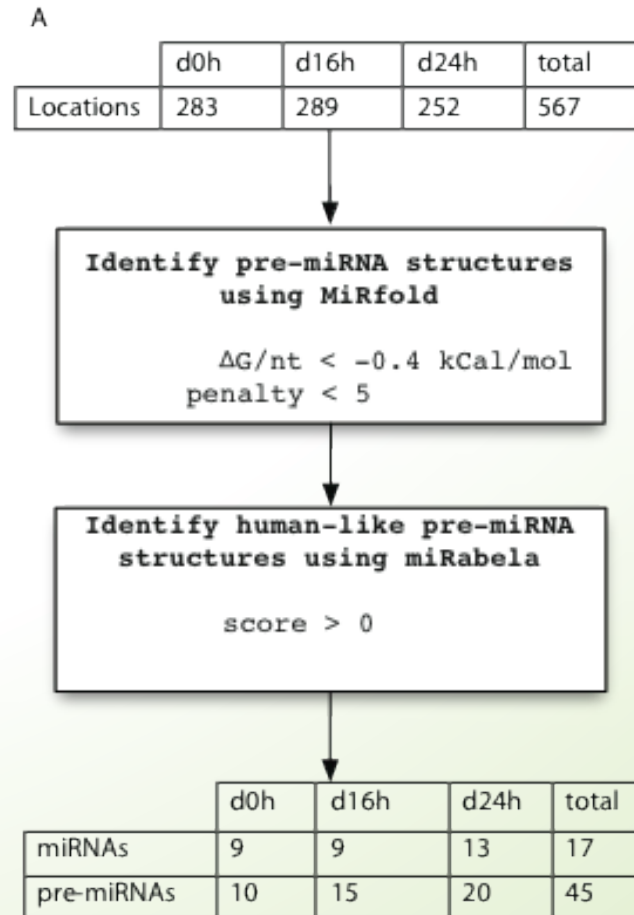 A
d0h d16h d24h total
Locations 283 289 252 567
Identify pre-miRNA structures
using MiRfold
ΔG/nt < -0.4 kCal/mol
penalty < 5
Identify human-like pre-miRNA
structures using miRabela
score > 0
d0h d16h d24h total
miRNAs 9 9 13 17
pre-miRNAs 10 15 20 45